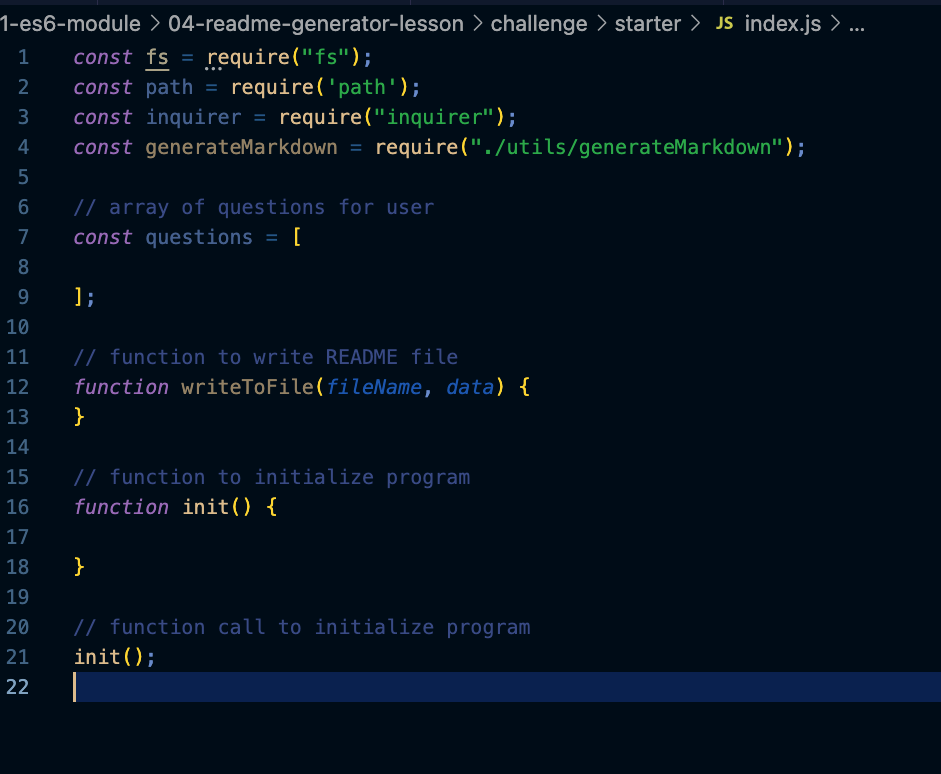 1-es6-module > 04-readme-generator-lesson > challenge > starter > JS index.js > ...
1 const fs = require("fs");
2 const path = require('path');
3 const inquirer = require("inquirer");
4 const generateMarkdown = require("./utils/generateMarkdown");
5
6 // array of questions for user
7 const questions = [
8
9 ];
10
11 // function to write README file
12 function writeToFile(fileName, data) {
13 }
14
15 // function to initialize program
16 function init() {
17
18 }
19
20 // function call to initialize program
21 init();
22